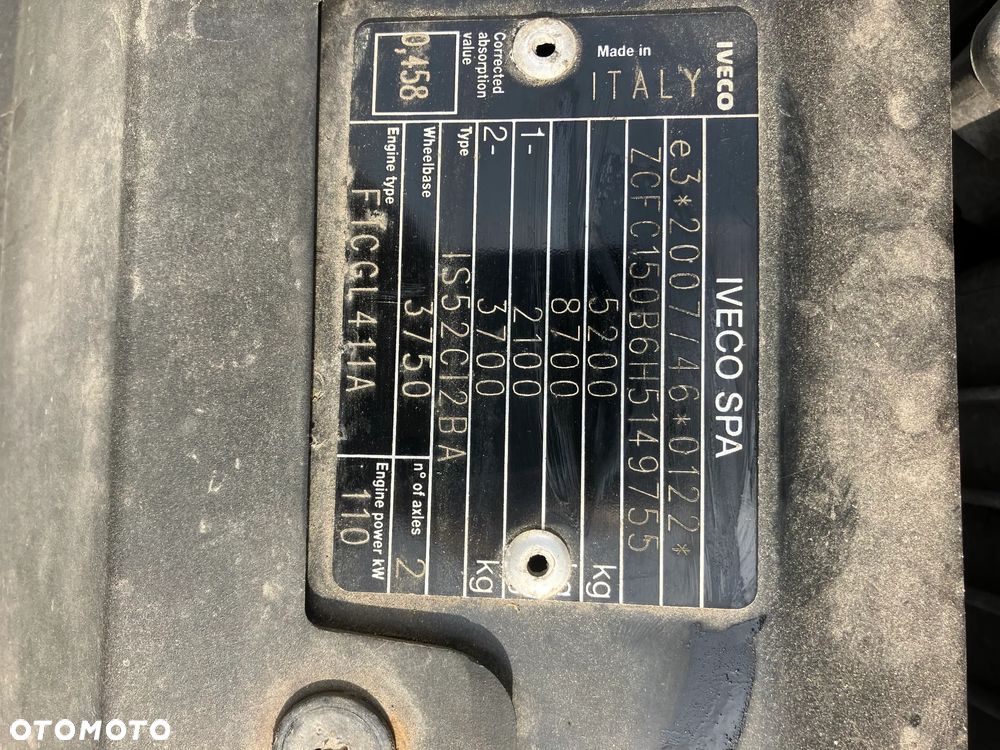 IVECO SPA
e3*2007/46*0122*
ZCFC150B6H5149755
5200 kg
8700
1- 2100
2- 3700 kg
Type IS52CI2BA
Wheelbase 3750
n° of axles 2
Engine type F1CGL411A
Engine power kW 110
IVECO
Made in
ITALY
Corrected
absorption
value
0,458
OTOMOTO